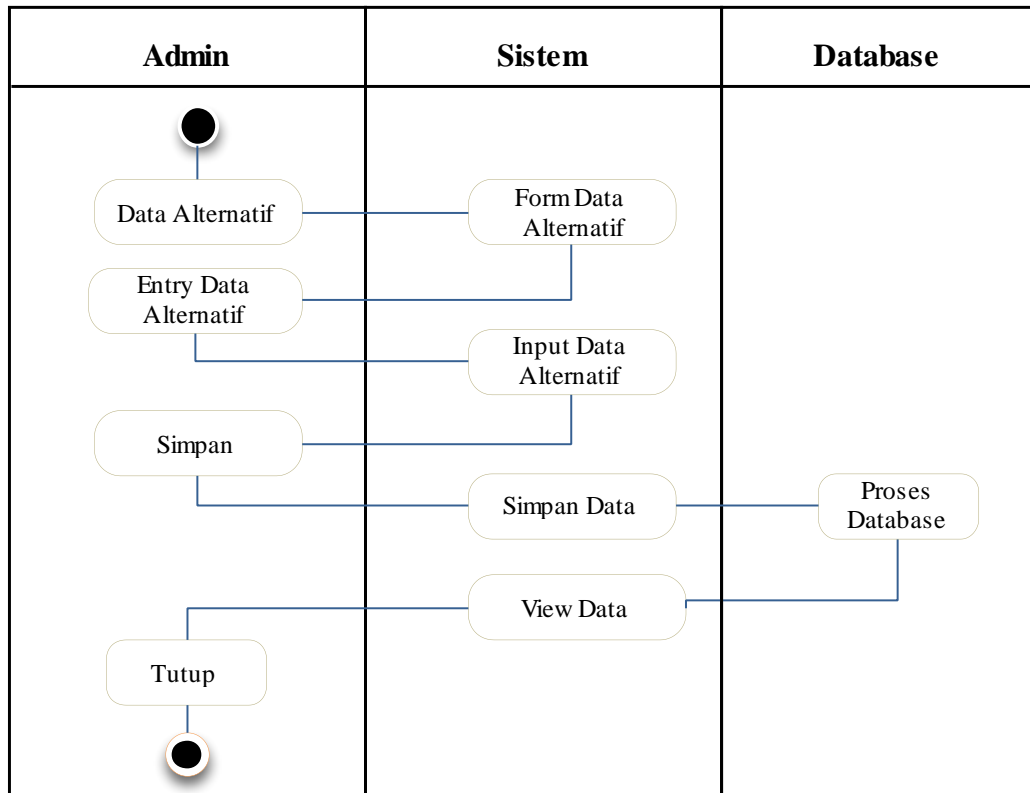 Admin
Sistem
Database
Data Alternatif
Form Data
Alternatif
Entry Data
Alternatif
Input Data
Alternatif
Simpan
Simpan Data
Proses
Database
View Data
Tutup